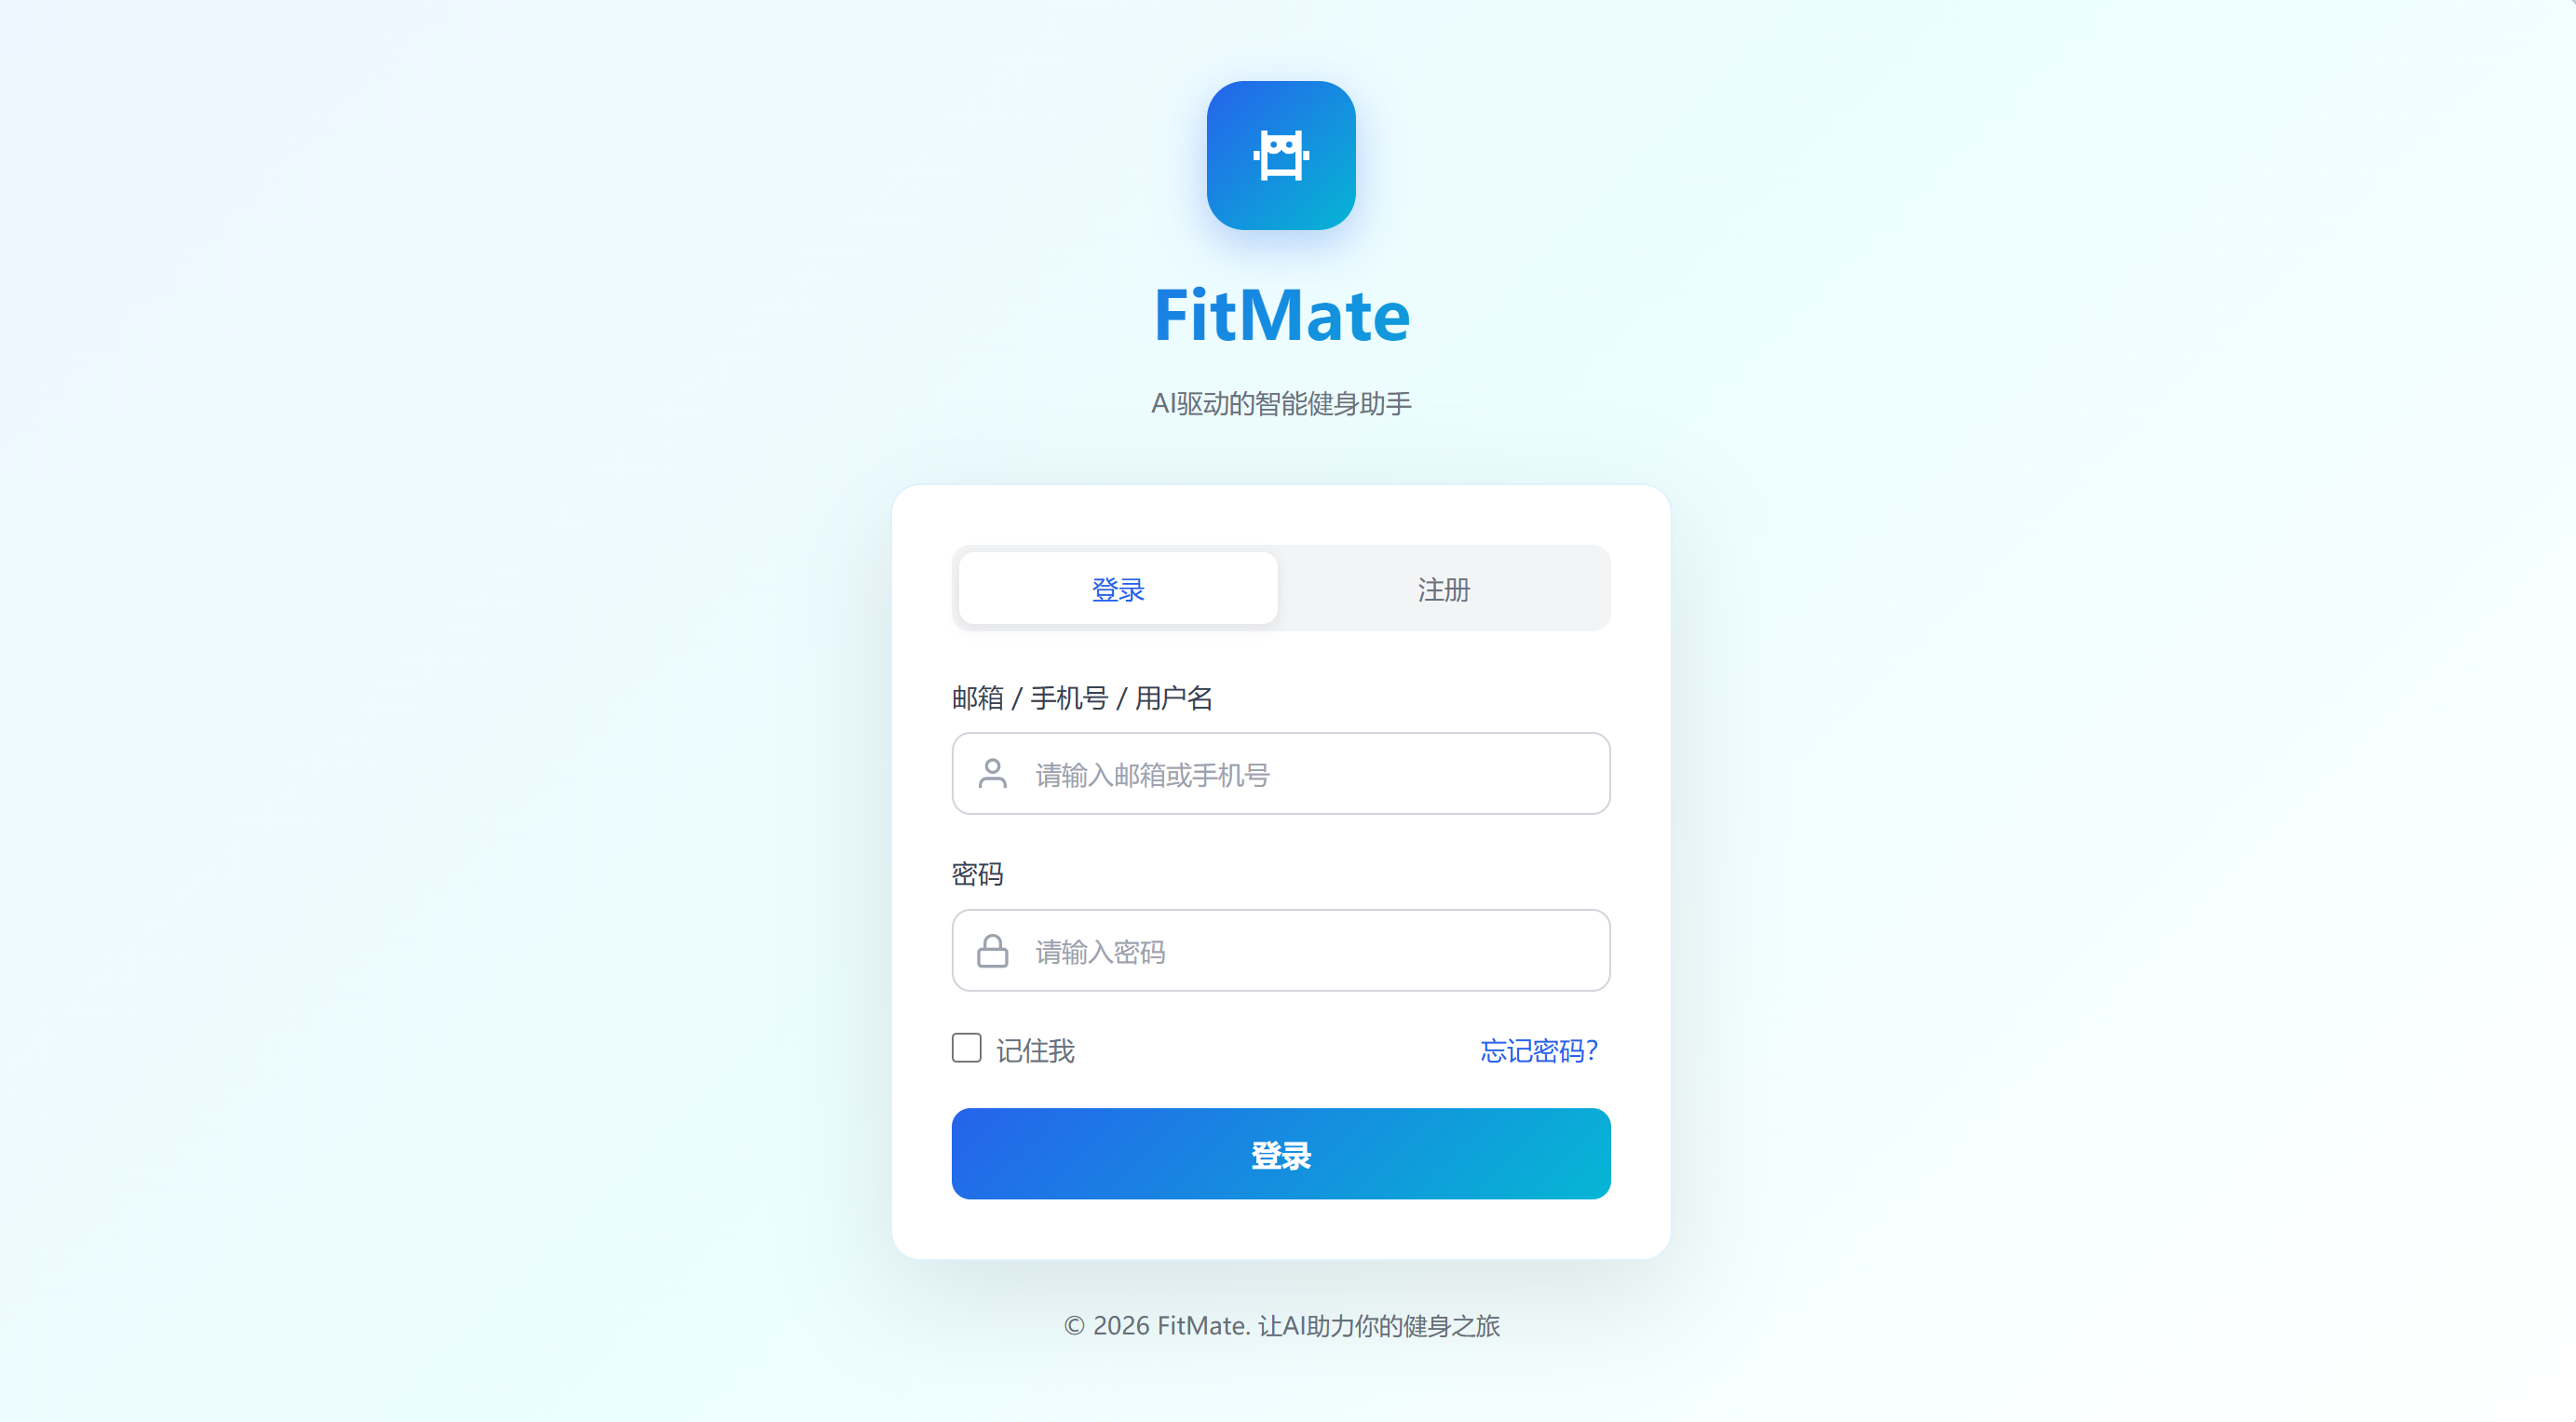 FitMate
AI驱动的智能健身助手
登录
注册
邮箱 / 手机号 / 用户名
请输入邮箱或手机号
密码
请输入密码
记住我
忘记密码？
登录
© 2026 FitMate. 让AI助力你的健身之旅